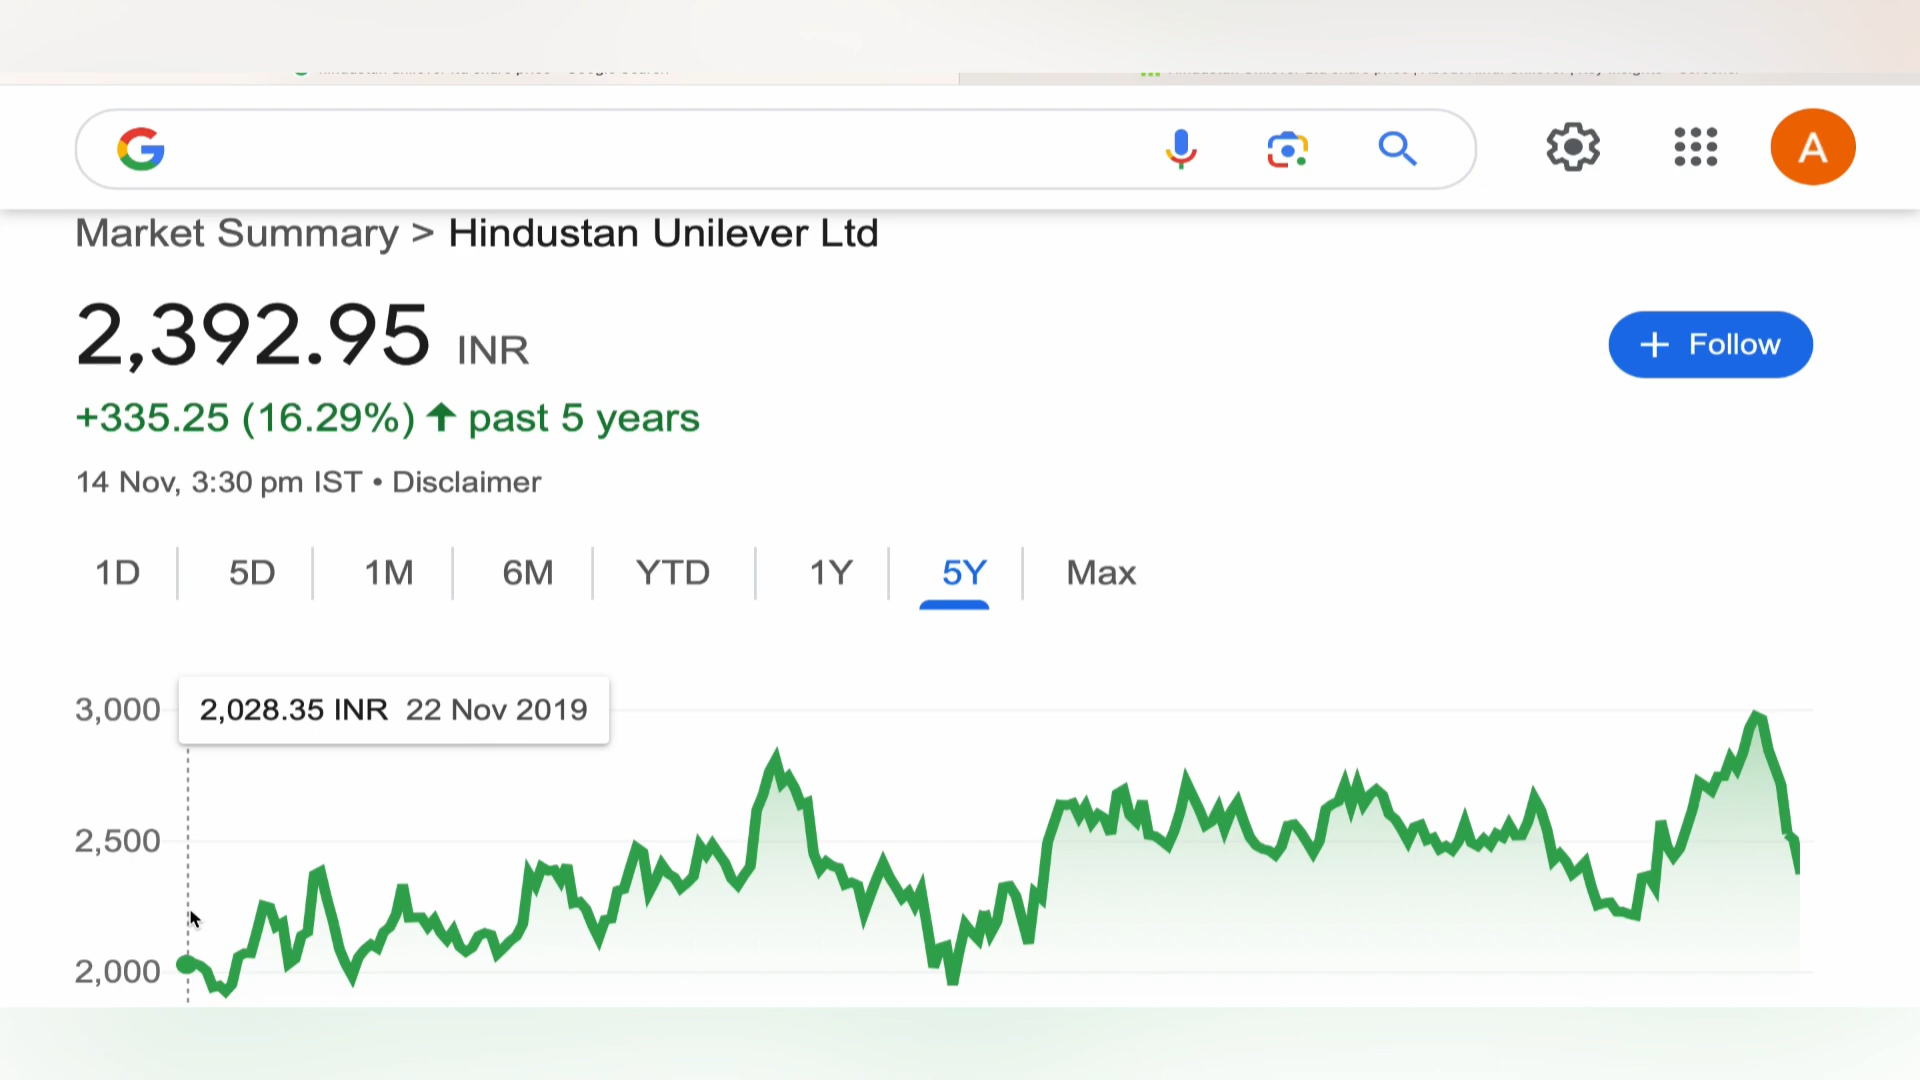 A
Market Summary > Hindustan Unilever Ltd
2,392.95 INR
+ Follow
+335.25 (16.29%) ↑ past 5 years
14 Nov, 3:30 pm IST • Disclaimer
1D 5D 1M 6M YTD 1Y 5Y Max
3,000
2,028.35 INR 22 Nov 2019
2,500
2,000